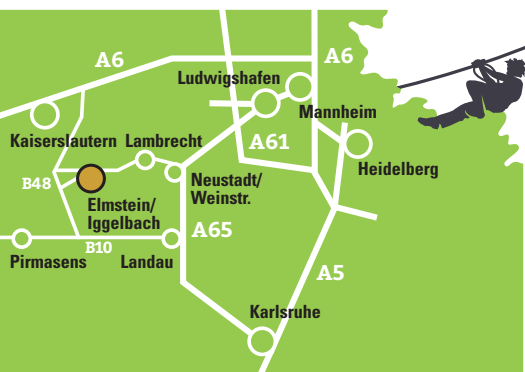 A6
A6
Ludwigshafen
Mannheim
Kaiserslautern
Lambrecht
A61
Heidelberg
B48
Neustadt/
Weinstr.
Elmstein/
Iggelbach
A65
B10
Pirmasens
Landau
A5
Karlsruhe